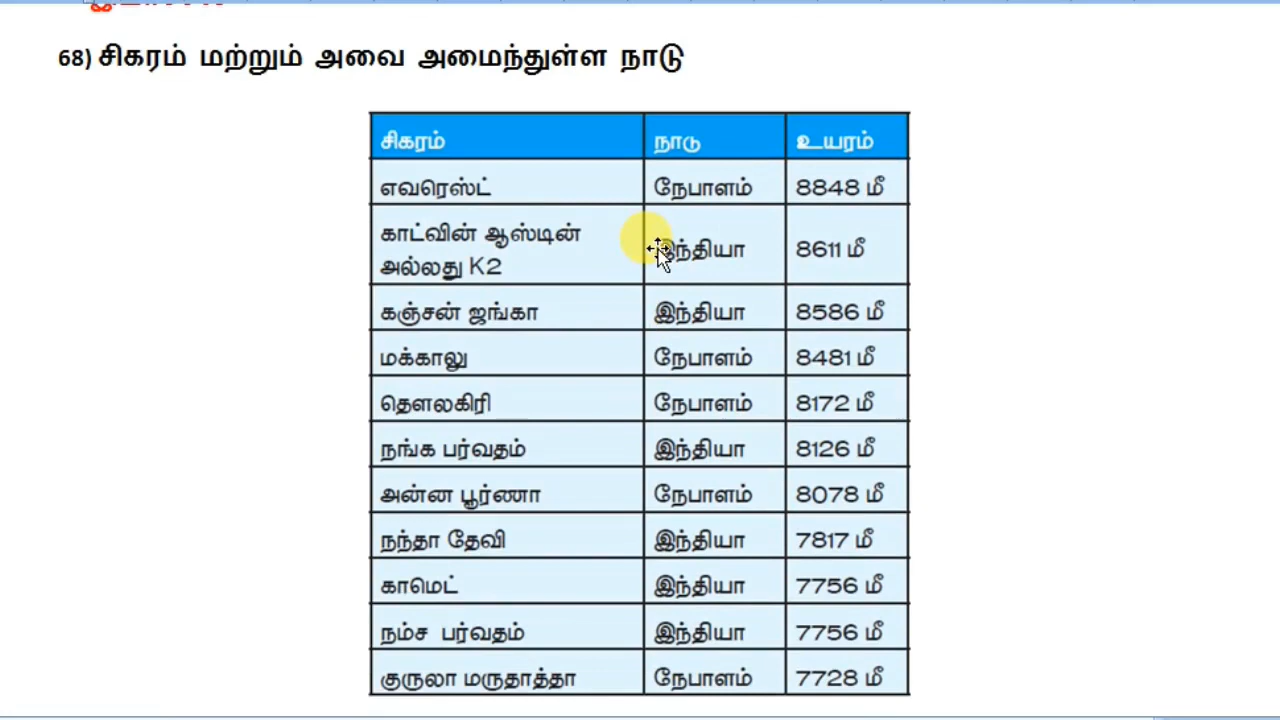 68) சிகரம் மற்றும் அவை அமைந்துள்ள நாடு
சிகரம் நாடு உயரம்
எவரெஸ்ட் நேபாளம் 8848 மீ
காட்வின் ஆஸ்டின்
அல்லது K2 இந்தியா 8611 மீ
கஞ்சன் ஜங்கா இந்தியா 8586 மீ
மக்காலு நேபாளம் 8481 மீ
தௌலகிரி நேபாளம் 8172 மீ
நங்க பர்வதம் இந்தியா 8126 மீ
அன்ன பூர்ணா நேபாளம் 8078 மீ
நந்தா தேவி இந்தியா 7817 மீ
காமெட் இந்தியா 7756 மீ
நம்ச பர்வதம் இந்தியா 7756 மீ
குருலா மருதாத்தா நேபாளம் 7728 மீ